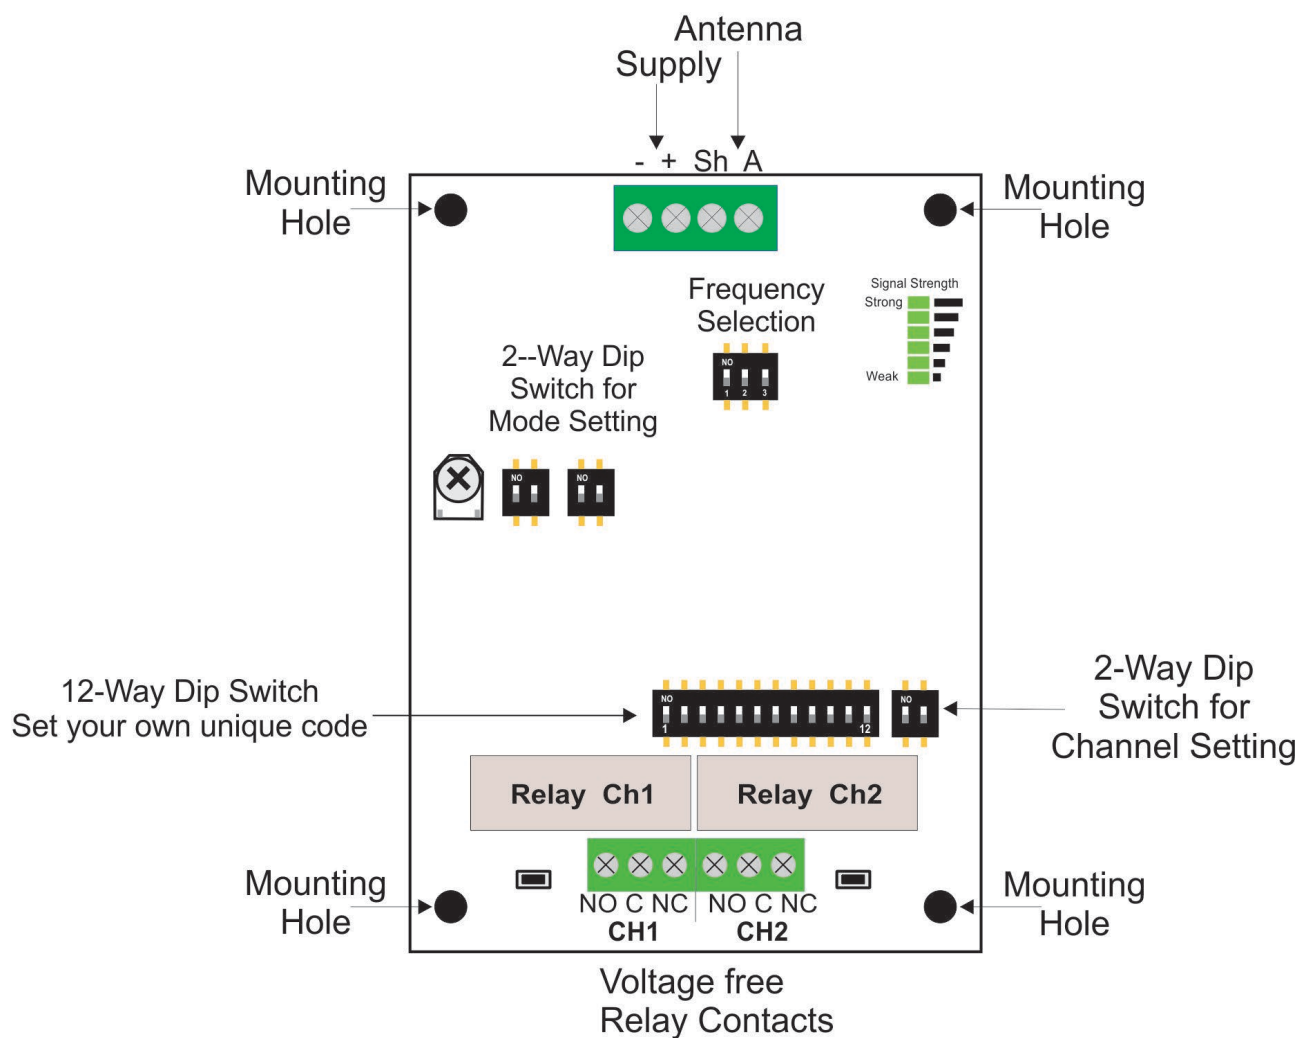 Antenna
Supply
- + Sh A
Mounting
Hole
Mounting
Hole
Signal Strength
Strong
Weak
Frequency
Selection
NO
1 2 3
2--Way Dip
Switch for
Mode Setting
NO
NO
12-Way Dip Switch
Set your own unique code
NO
1 12
NO
2-Way Dip
Switch for
Channel Setting
Relay Ch1
Relay Ch2
Mounting
Hole
NO C NC
NO C NC
CH1
CH2
Mounting
Hole
Voltage free
Relay Contacts